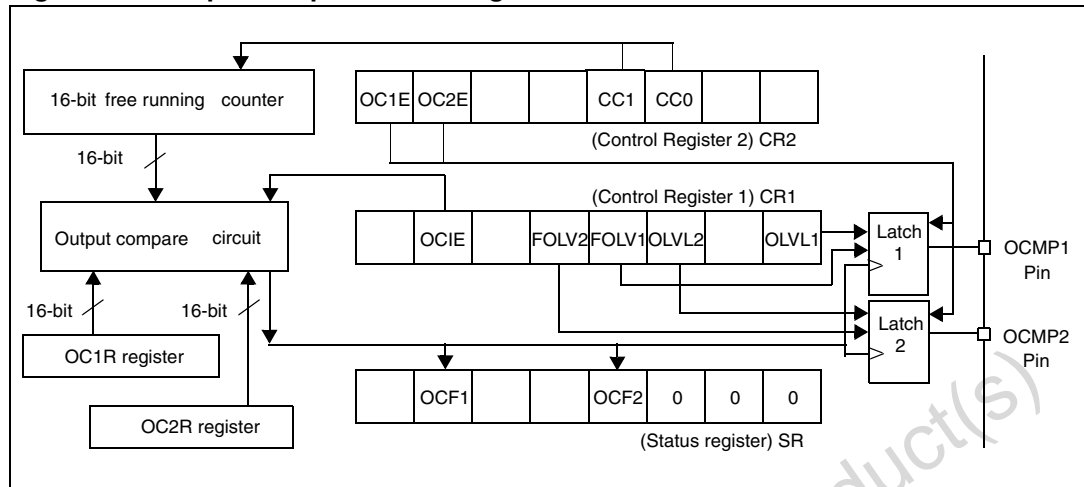 16-bit free running counter
OC1E OC2E CC1 CC0
(Control Register 2) CR2
16-bit
(Control Register 1) CR1
Output compare circuit
OCIE FOLV2 FOLV1 OLVL2 OLVL1
Latch
1
OCMP1
Pin
16-bit 16-bit
OC1R register
Latch
2
OCMP2
Pin
OCF1 OCF2 0 0 0
OC2R register
(Status register) SR